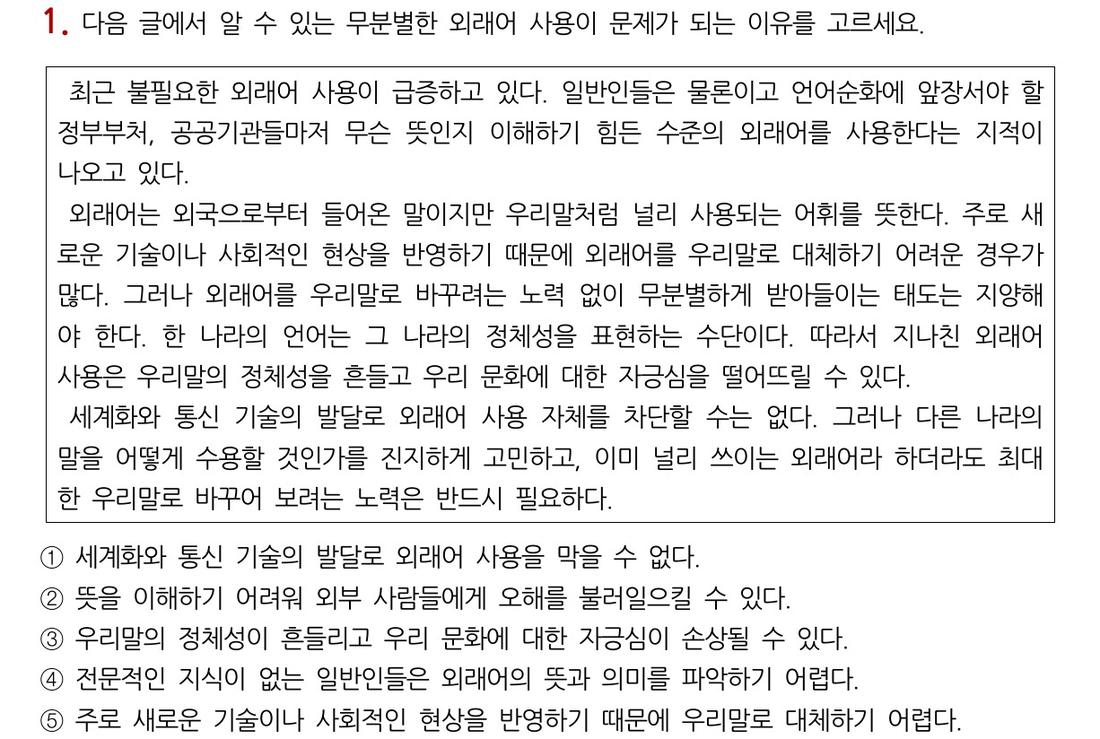 1. 다음 글에서 알 수 있는 무분별한 외래어 사용이 문제가 되는 이유를 고르세요.
최근 불필요한 외래어 사용이 급증하고 있다. 일반인들은 물론이고 언어순화에 앞장서야 할
정부부처, 공공기관들마저 무슨 뜻인지 이해하기 힘든 수준의 외래어를 사용한다는 지적이
나오고 있다.
외래어는 외국으로부터 들어온 말이지만 우리말처럼 널리 사용되는 어휘를 뜻한다. 주로 새
로운 기술이나 사회적인 현상을 반영하기 때문에 외래어를 우리말로 대체하기 어려운 경우가
많다. 그러나 외래어를 우리말로 바꾸려는 노력 없이 무분별하게 받아들이는 태도는 지양해
야 한다. 한 나라의 언어는 그 나라의 정체성을 표현하는 수단이다. 따라서 지나친 외래어
사용은 우리말의 정체성을 흔들고 우리 문화에 대한 자긍심을 떨어뜨릴 수 있다.
세계화와 통신 기술의 발달로 외래어 사용 자체를 차단할 수는 없다. 그러나 다른 나라의
말을 어떻게 수용할 것인가를 진지하게 고민하고, 이미 널리 쓰이는 외래어라 하더라도 최대
한 우리말로 바꾸어 보려는 노력은 반드시 필요하다.
① 세계화와 통신 기술의 발달로 외래어 사용을 막을 수 없다.
② 뜻을 이해하기 어려워 외부 사람들에게 오해를 불러일으킬 수 있다.
③ 우리말의 정체성이 흔들리고 우리 문화에 대한 자긍심이 손상될 수 있다.
④ 전문적인 지식이 없는 일반인들은 외래어의 뜻과 의미를 파악하기 어렵다.
⑤ 주로 새로운 기술이나 사회적인 현상을 반영하기 때문에 우리말로 대체하기 어렵다.